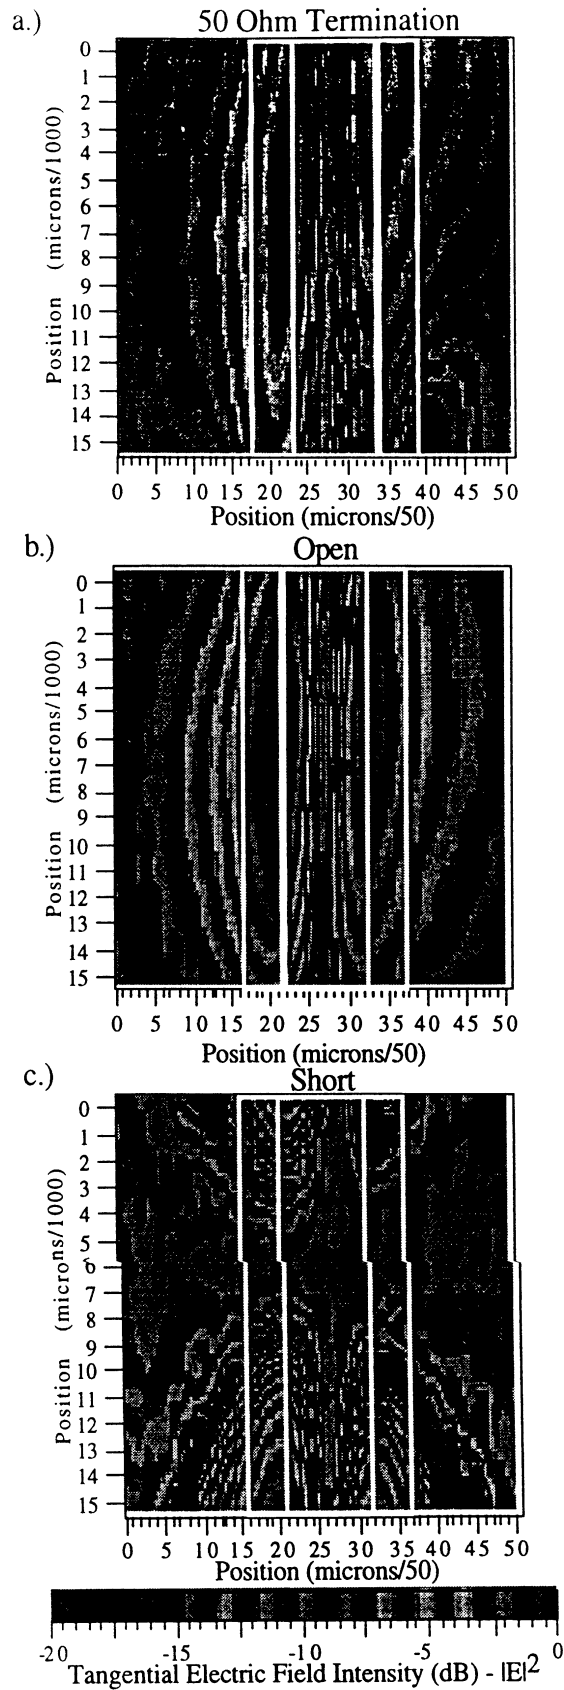 a.)
50 Ohm Termination
0
1
2
3
4
5
6
7
8
9
10
11
12
13
14
15
Position (microns/1000)
0 5 10 15 20 25 30 35 40 45 50
Position (microns/50)
b.)
Open
0
1
2
3
4
5
6
7
8
9
10
11
12
13
14
15
Position (microns/1000)
0 5 10 15 20 25 30 35 40 45 50
Position (microns/50)
c.)
Short
0
1
2
3
4
5
6
7
8
9
10
11
12
13
14
15
Position (microns/1000)
0 5 10 15 20 25 30 35 40 45 50
Position (microns/50)
-20 -15 -10 -5 0
Tangential Electric Field Intensity (dB) - |E|2